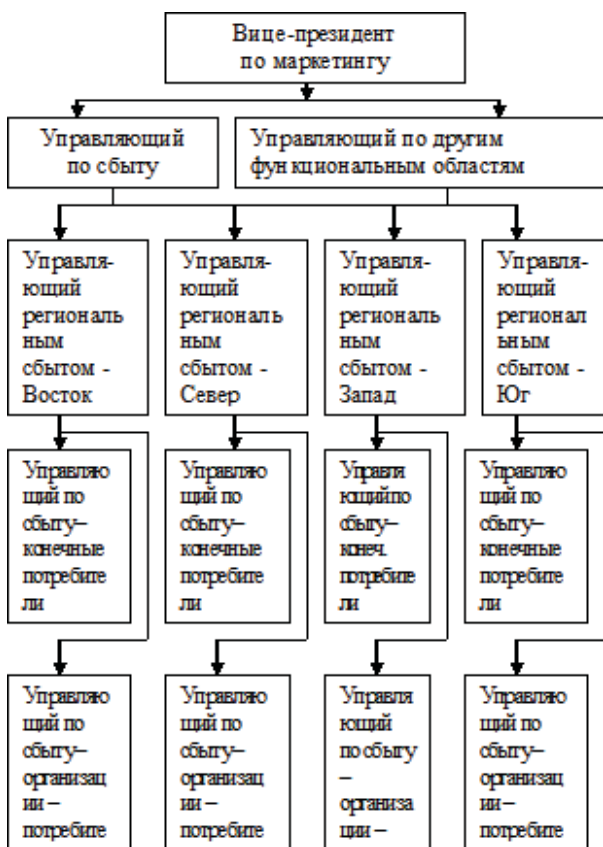 Вице-президент
по маркетингу
Управляющий
по сбыту
Управляющий по другим
функциональным областям
Управля-
ющий
региональ
ным
сбытом -
Восток
Управля-
ющий
региональ
ным
сбытом -
Север
Управля-
ющий
региональ
ным
сбытом -
Запад
Управля-
ющий
регионал
ьным
сбытом -
Юг
Управляю
щий по
сбыту–
конечные
потребите
ли
Управляю
щий по
сбыту–
конечные
потребите
ли
Управля
ющий по
сбыту–
конеч.
потребите
ли
Управляю
щий по
сбыту–
конечные
потребите
ли
Управляю
щий по
сбыту–
организац
ии –
потребите
Управляю
щий по
сбыту–
организац
ии –
потребите
Управля
ющий
по сбыту
–
организа
ции –
Управляю
щий по
сбыту–
организац
ии –
потребите